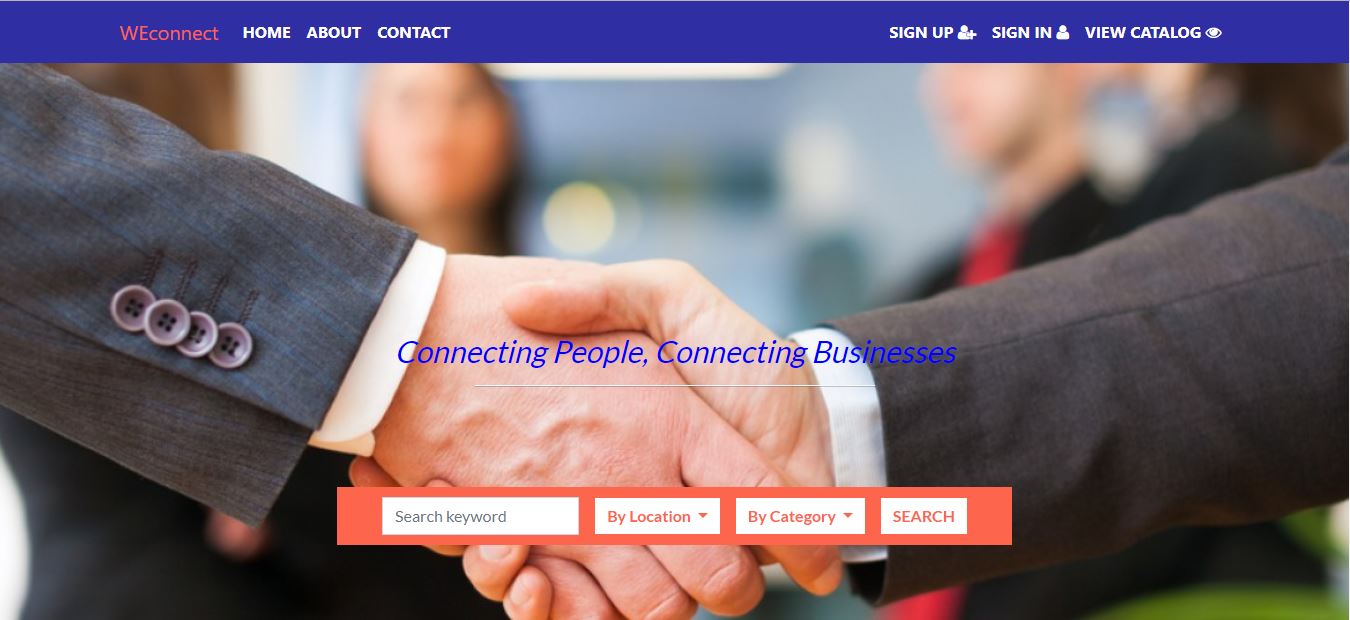 WEconnect HOME ABOUT CONTACT SIGN UP SIGN IN VIEW CATALOG
Connecting People, Connecting Businesses
Search keyword By Location By Category SEARCH